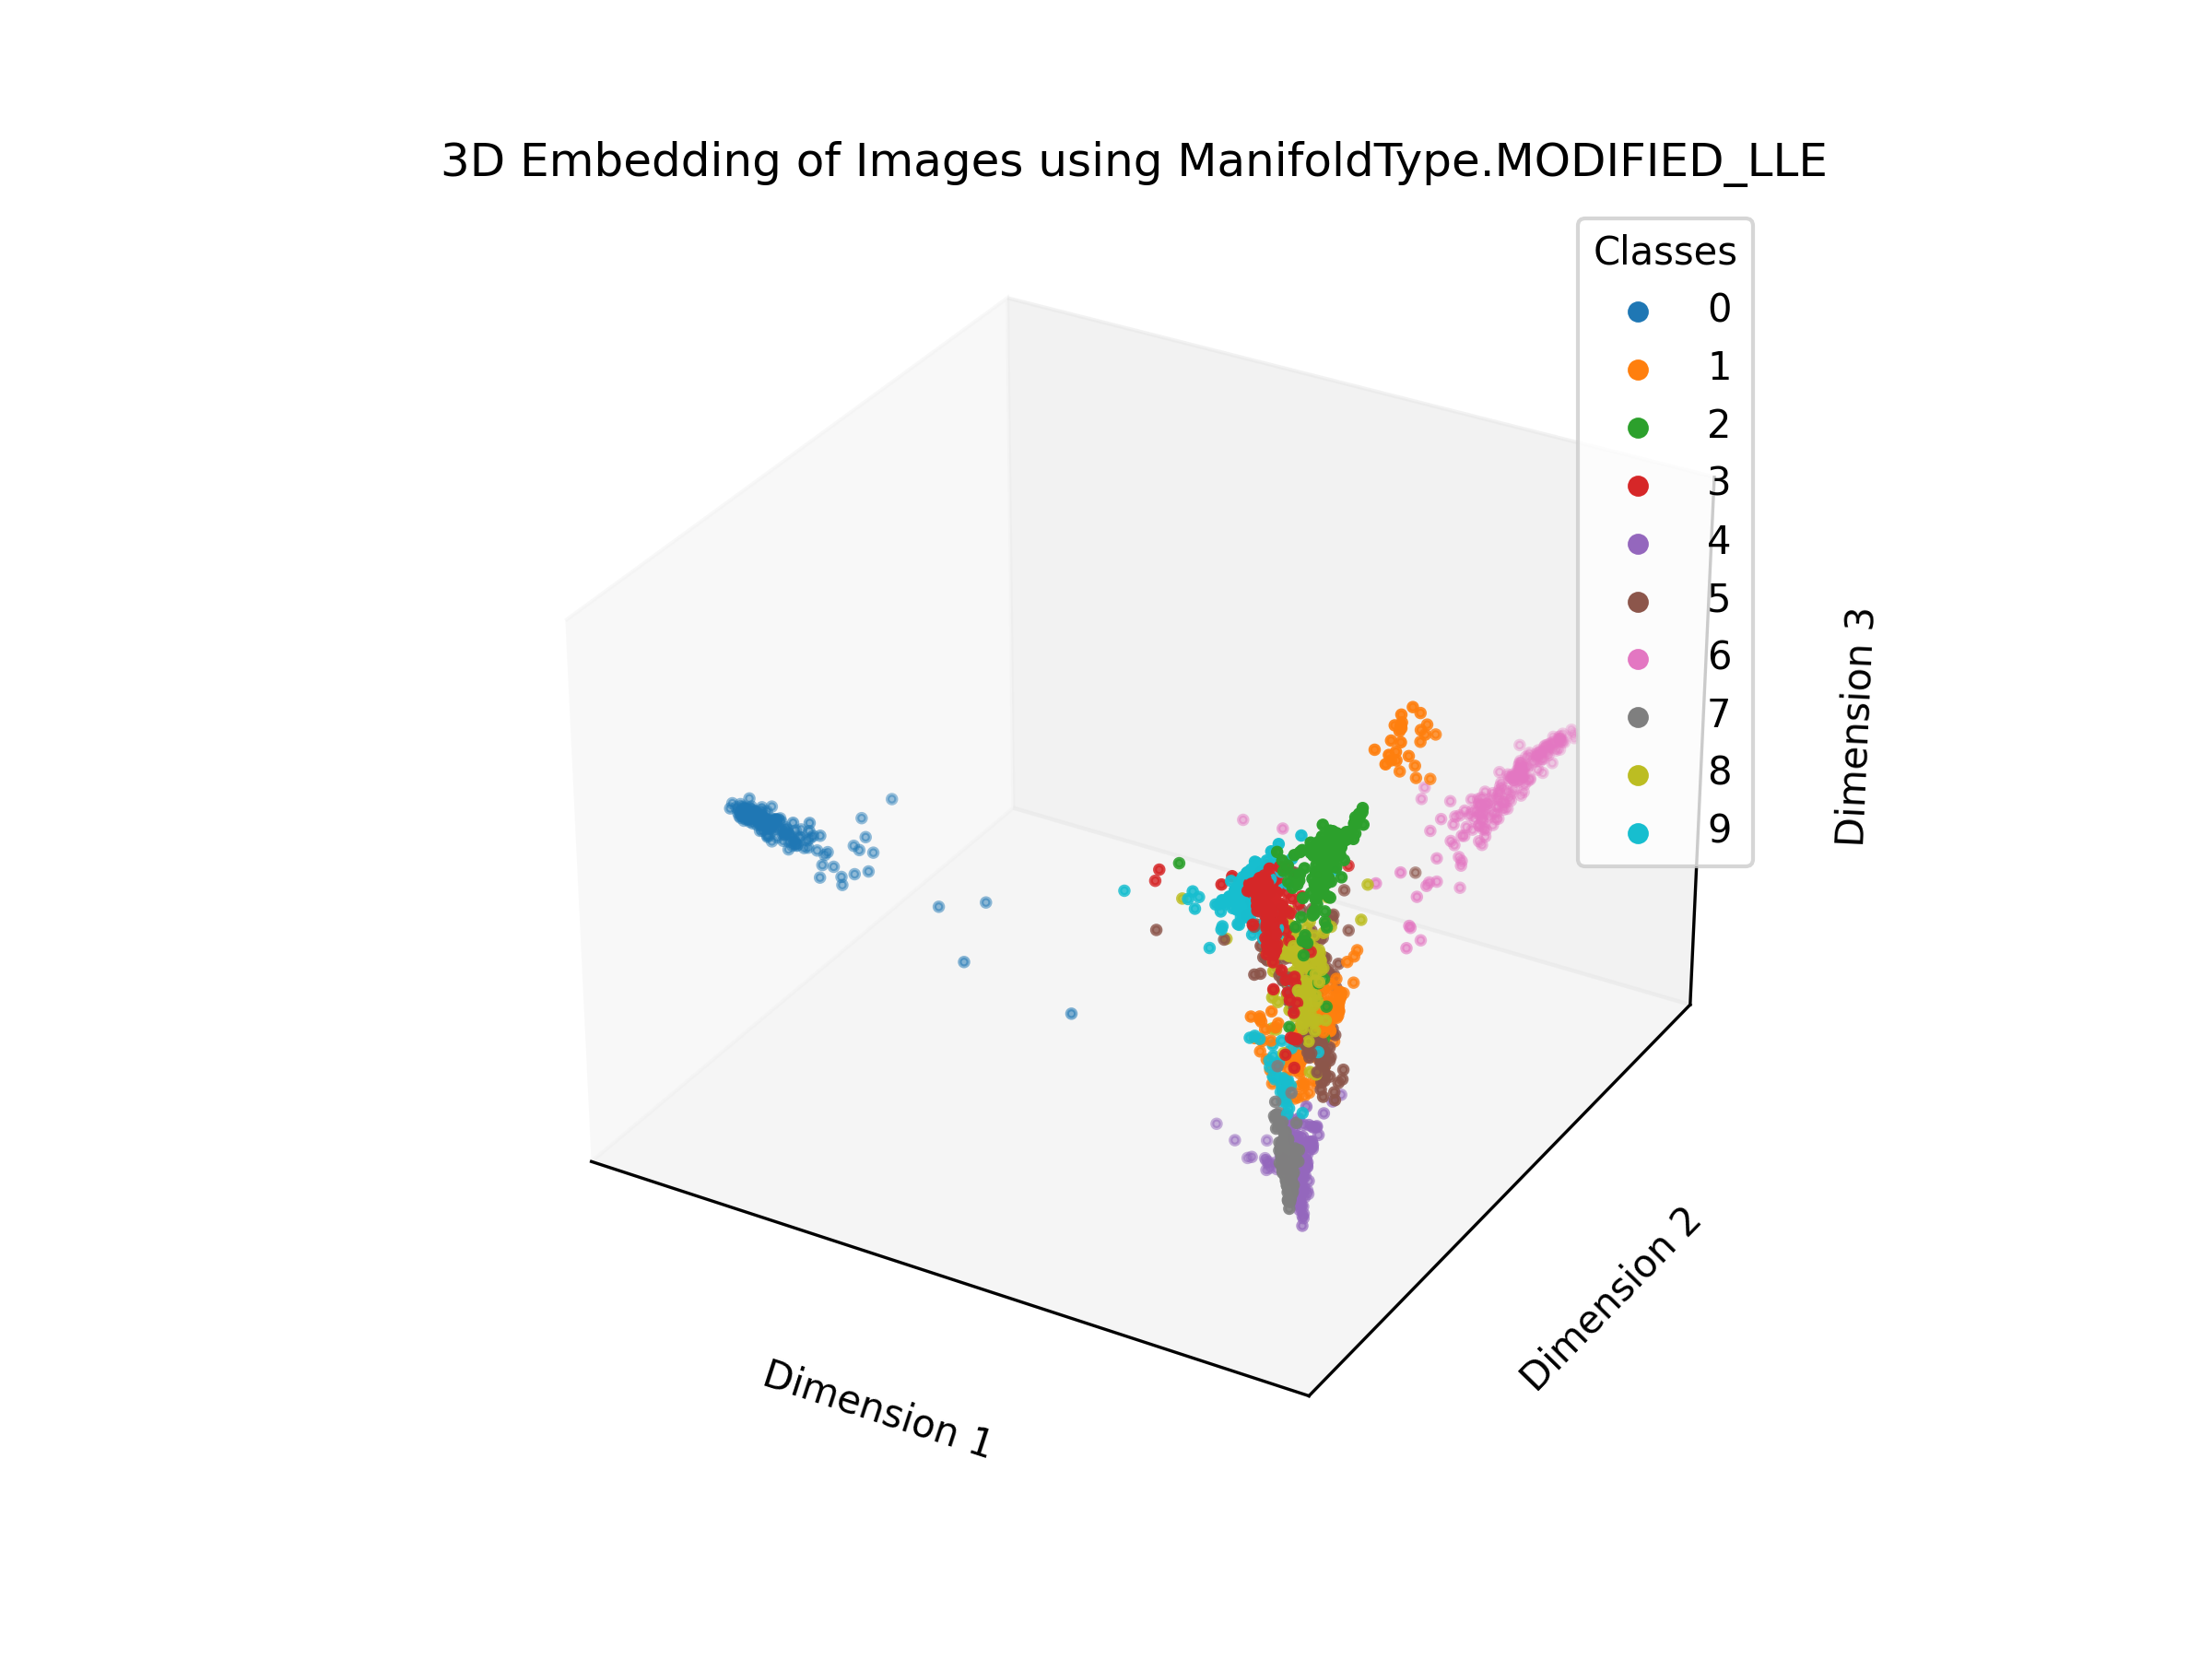 3D Embedding of Images using ManifoldType.MODIFIED_LLE
Classes
0
1
2
3
4
5
6
7
8
9
Dimension 3
Dimension 2
Dimension 1